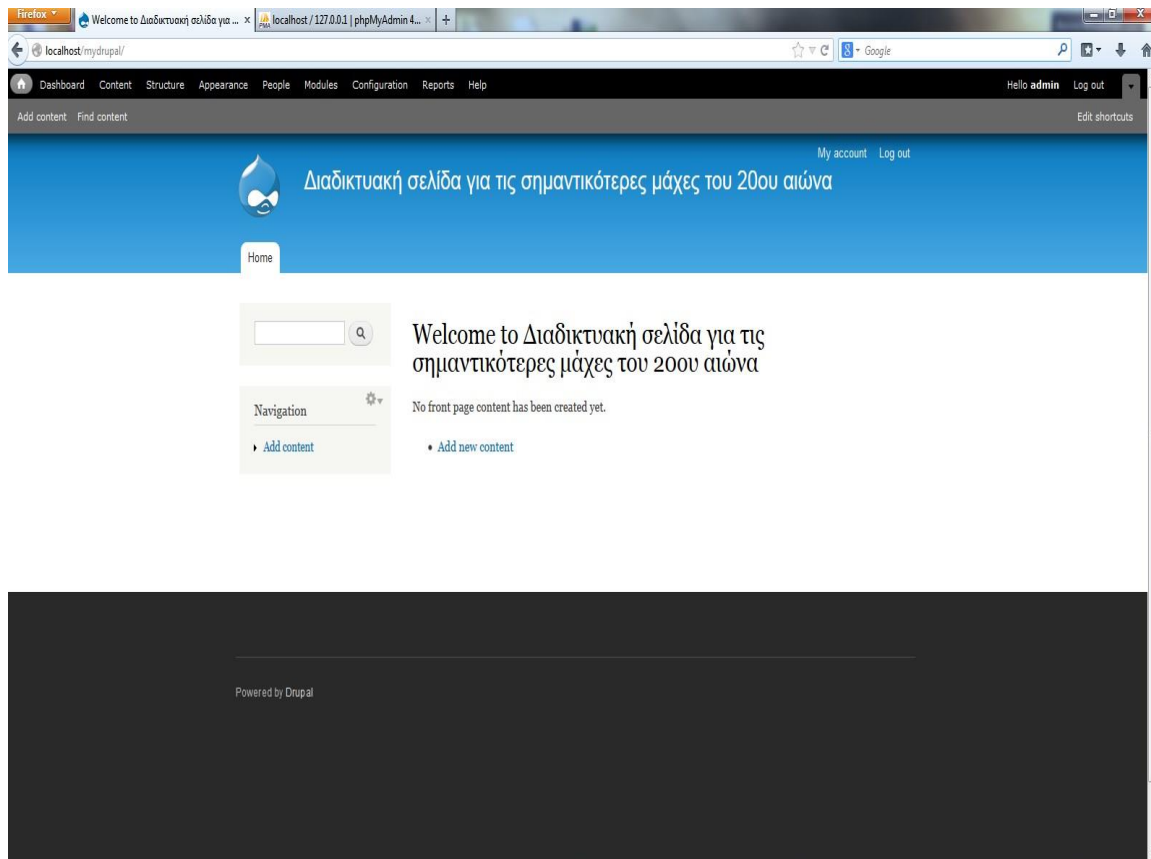 Firefox
Welcome to Διαδικτυακή σελίδα για ... x
PMA localhost / 127.0.0.1 | phpMyAdmin 4... x
+
localhost/mydrupal/
8 Google
Dashboard Content Structure Appearance People Modules Configuration Reports Help
Hello admin Log out
Add content Find content
Edit shortcuts
My account Log out
Διαδικτυακή σελίδα για τις σημαντικότερες μάχες του 20ου αιώνα
Home
Welcome to Διαδικτυακή σελίδα για τις
σημαντικότερες μάχες του 20ου αιώνα
No front page content has been created yet.
• Add new content
Navigation
Add content
Powered by Drupal